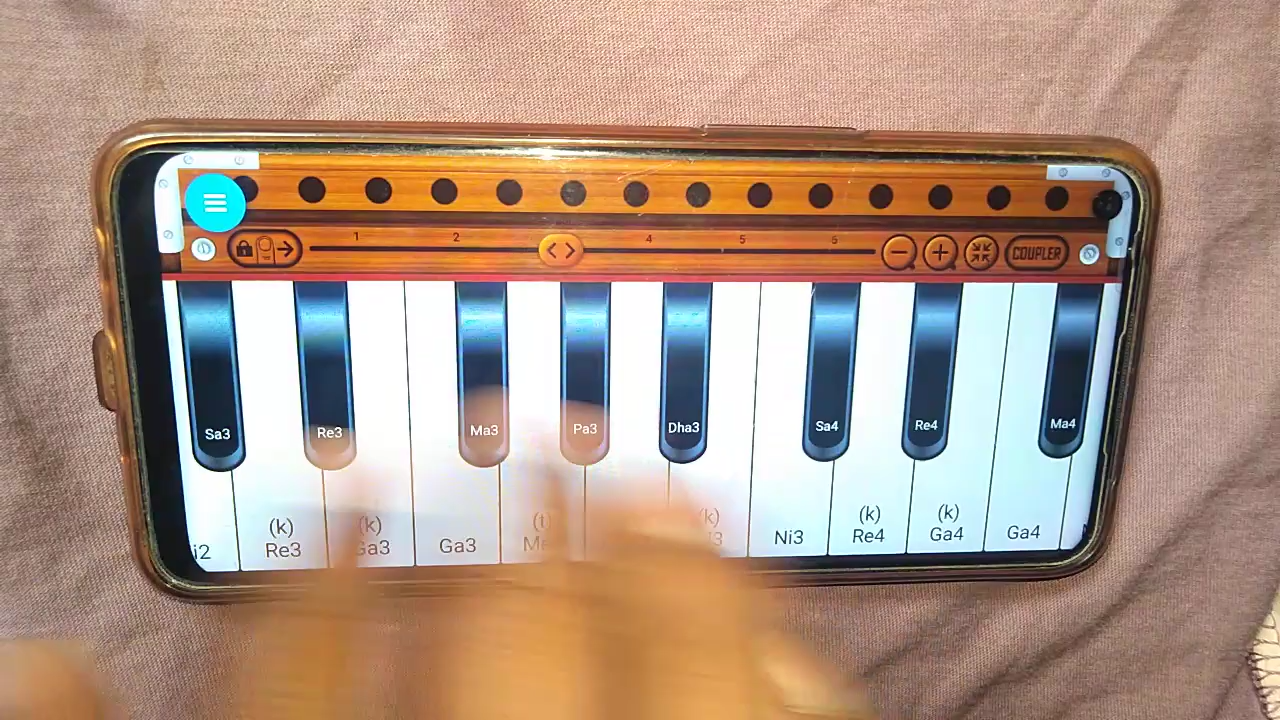 1 2 4 5 5
COUPLER
Sa3 Re3 Ma3 Pa3 Dha3 Sa4 Re4 Ma4
(k) (k) (k) (k) (k)
i2 Re3 Ga3 Ga3 Ni3 Re4 Ga4 Ga4